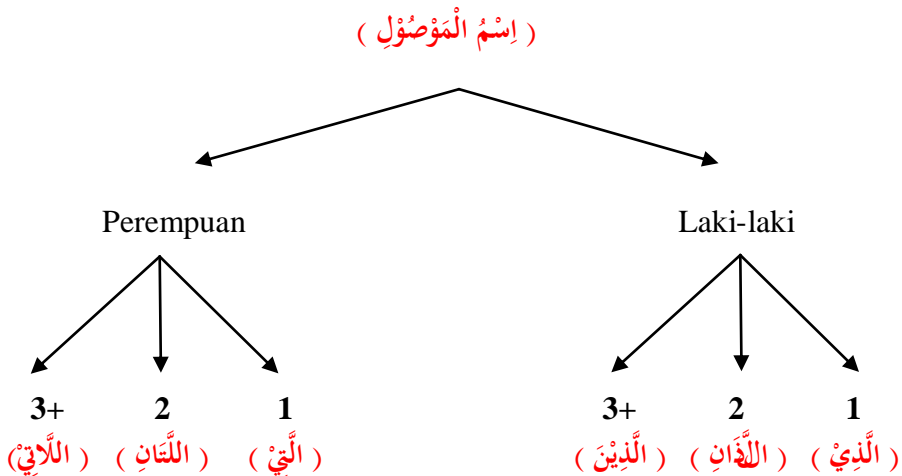 ( اِسْمُ الْمَوْصُوْلِ )
Perempuan Laki-laki
3+ 2 1 3+ 2 1
( اللَّاتِيْ ) ( اللَّتَانِ ) ( الَّتِيْ ) ( الَّذِيْنَ ) ( اللَّذَانِ ) ( الَّذِيْ )